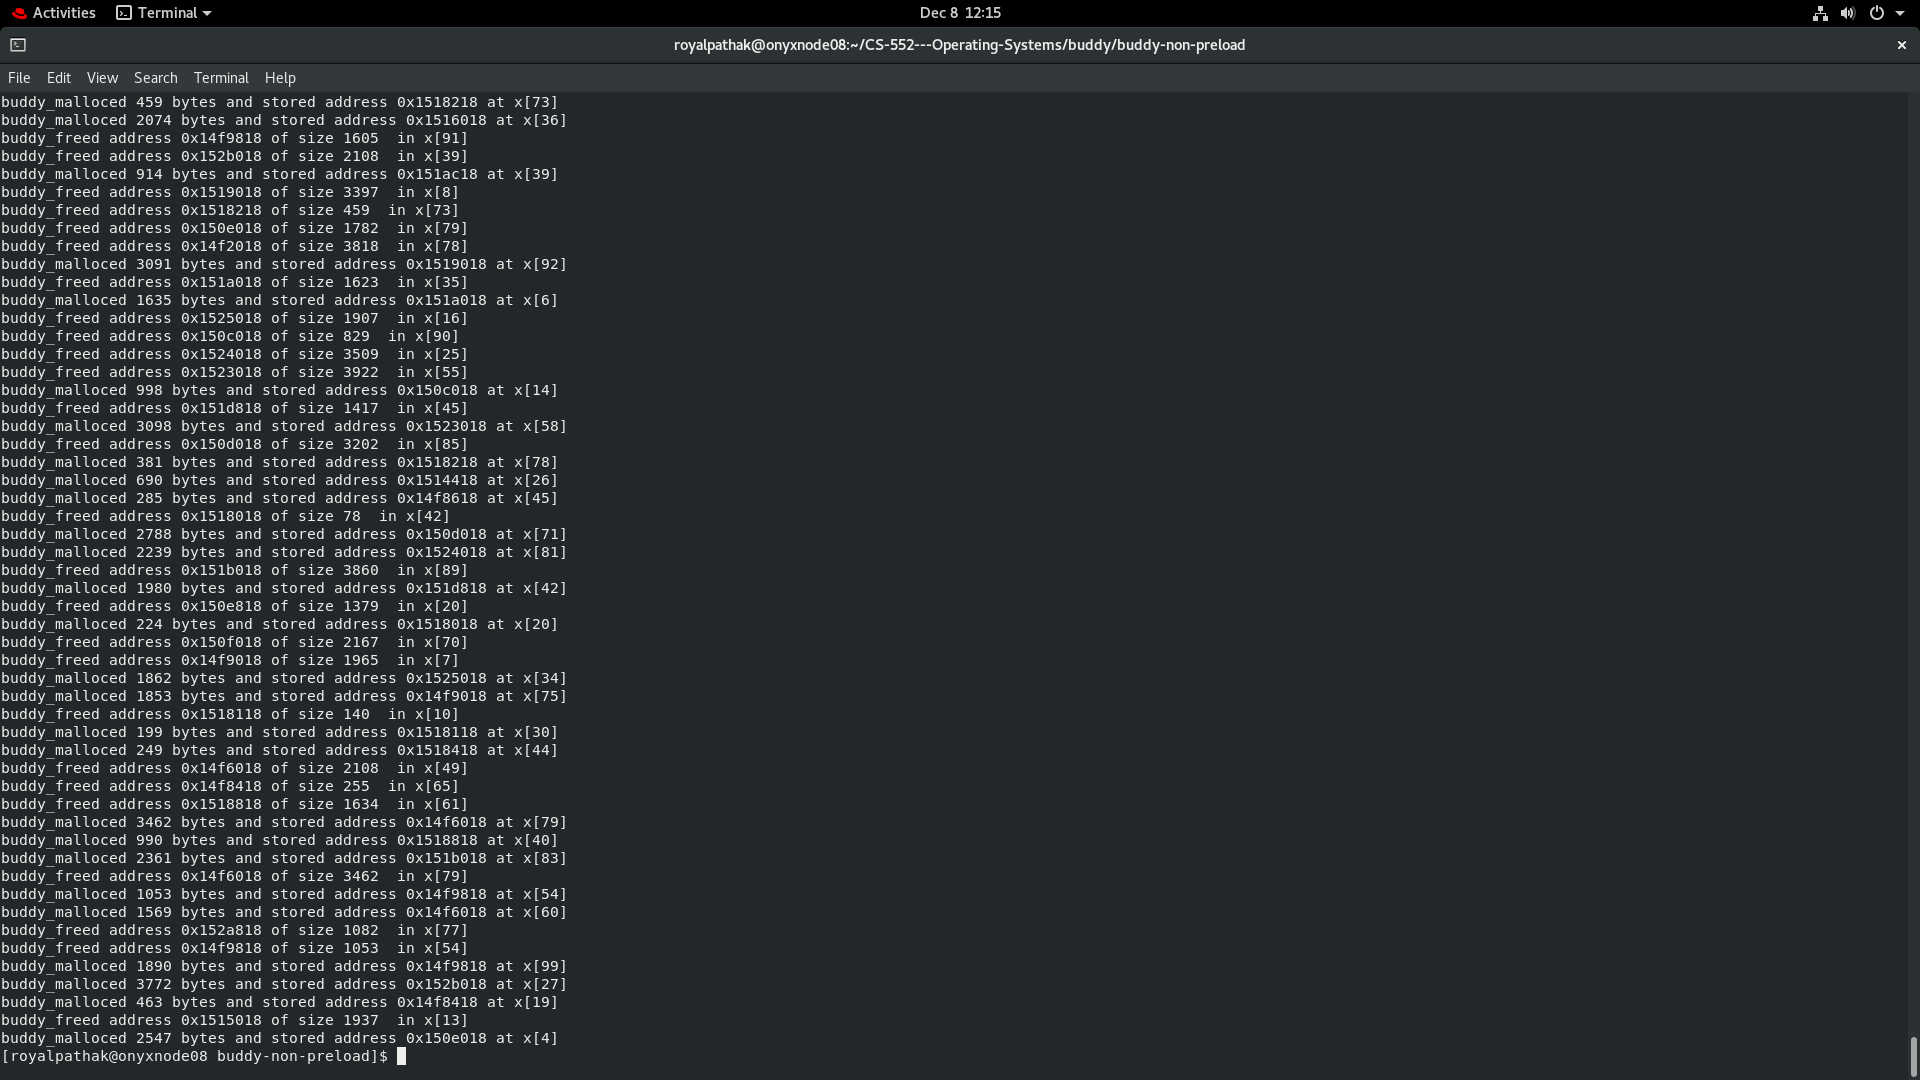 Activities Terminal Dec 8 12:15
royalpathak@onyxnode08:~/CS-552---Operating-Systems/buddy/buddy-non-preload
File Edit View Search Terminal Help
buddy_malloced 459 bytes and stored address 0x1518218 at x[73]
buddy_malloced 2074 bytes and stored address 0x1516018 at x[36]
buddy_freed address 0x14f9818 of size 1605  in x[91]
buddy_freed address 0x152b018 of size 2108  in x[39]
buddy_malloced 914 bytes and stored address 0x151ac18 at x[39]
buddy_freed address 0x1519018 of size 3397  in x[8]
buddy_freed address 0x1518218 of size 459  in x[73]
buddy_freed address 0x150e018 of size 1782  in x[79]
buddy_freed address 0x14f2018 of size 3818  in x[78]
buddy_malloced 3091 bytes and stored address 0x1519018 at x[92]
buddy_freed address 0x151a018 of size 1623  in x[35]
buddy_malloced 1635 bytes and stored address 0x151a018 at x[6]
buddy_freed address 0x1525018 of size 1907  in x[16]
buddy_freed address 0x150c018 of size 829  in x[90]
buddy_freed address 0x1524018 of size 3509  in x[25]
buddy_freed address 0x1523018 of size 3922  in x[55]
buddy_malloced 998 bytes and stored address 0x150c018 at x[14]
buddy_freed address 0x151d818 of size 1417  in x[45]
buddy_malloced 3098 bytes and stored address 0x1523018 at x[58]
buddy_freed address 0x150d018 of size 3202  in x[85]
buddy_malloced 381 bytes and stored address 0x1518218 at x[78]
buddy_malloced 690 bytes and stored address 0x1514418 at x[26]
buddy_malloced 285 bytes and stored address 0x14f8618 at x[45]
buddy_freed address 0x1518018 of size 78  in x[42]
buddy_malloced 2788 bytes and stored address 0x150d018 at x[71]
buddy_malloced 2239 bytes and stored address 0x1524018 at x[81]
buddy_freed address 0x151b018 of size 3860  in x[89]
buddy_malloced 1980 bytes and stored address 0x151d818 at x[42]
buddy_freed address 0x150e818 of size 1379  in x[20]
buddy_malloced 224 bytes and stored address 0x1518018 at x[20]
buddy_freed address 0x150f018 of size 2167  in x[70]
buddy_freed address 0x14f9018 of size 1965  in x[7]
buddy_malloced 1862 bytes and stored address 0x1525018 at x[34]
buddy_malloced 1853 bytes and stored address 0x14f9018 at x[75]
buddy_freed address 0x1518118 of size 140  in x[10]
buddy_malloced 199 bytes and stored address 0x1518118 at x[30]
buddy_malloced 249 bytes and stored address 0x1518418 at x[44]
buddy_freed address 0x14f6018 of size 2108  in x[49]
buddy_freed address 0x14f8418 of size 255  in x[65]
buddy_freed address 0x1518818 of size 1634  in x[61]
buddy_malloced 3462 bytes and stored address 0x14f6018 at x[79]
buddy_malloced 990 bytes and stored address 0x1518818 at x[40]
buddy_malloced 2361 bytes and stored address 0x151b018 at x[83]
buddy_freed address 0x14f6018 of size 3462  in x[79]
buddy_malloced 1053 bytes and stored address 0x14f9818 at x[54]
buddy_malloced 1569 bytes and stored address 0x14f6018 at x[60]
buddy_freed address 0x152a818 of size 1082  in x[77]
buddy_freed address 0x14f9818 of size 1053  in x[54]
buddy_malloced 1890 bytes and stored address 0x14f9818 at x[99]
buddy_malloced 3772 bytes and stored address 0x152b018 at x[27]
buddy_malloced 463 bytes and stored address 0x14f8418 at x[19]
buddy_freed address 0x1515018 of size 1937  in x[13]
buddy_malloced 2547 bytes and stored address 0x150e018 at x[4]
[royalpathak@onyxnode08 buddy-non-preload]$